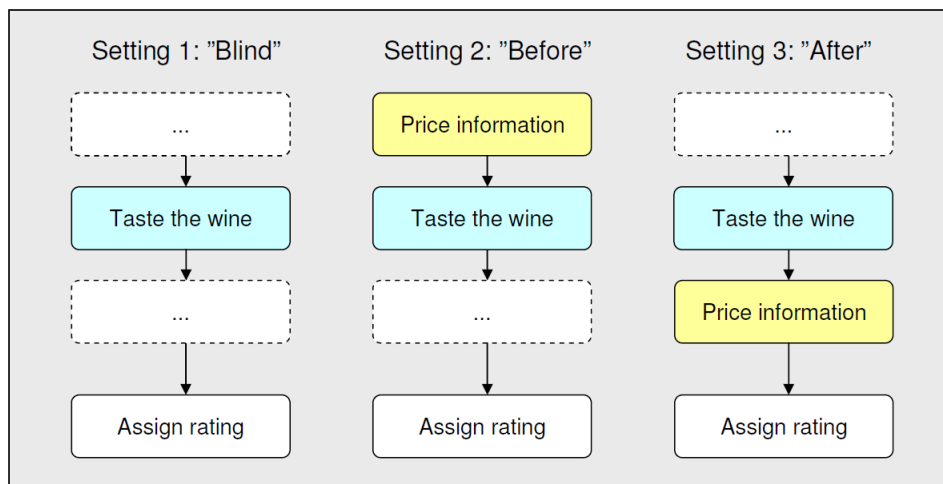 Setting 1: ”Blind”
...
Taste the wine
...
Assign rating
Setting 2: ”Before”
Price information
Taste the wine
...
Assign rating
Setting 3: ”After”
...
Taste the wine
Price information
Assign rating